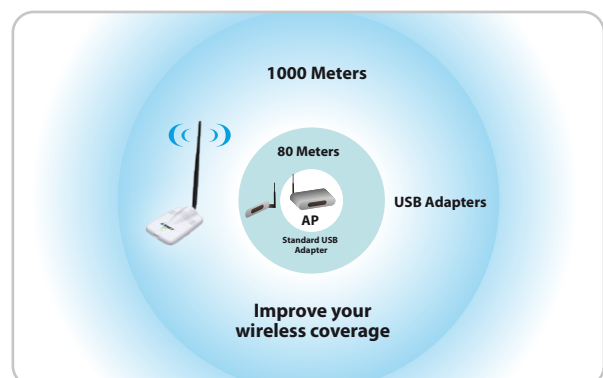 1000 Meters
80 Meters
USB Adapters
AP
Standard USB
Adapter
Improve your
wireless coverage